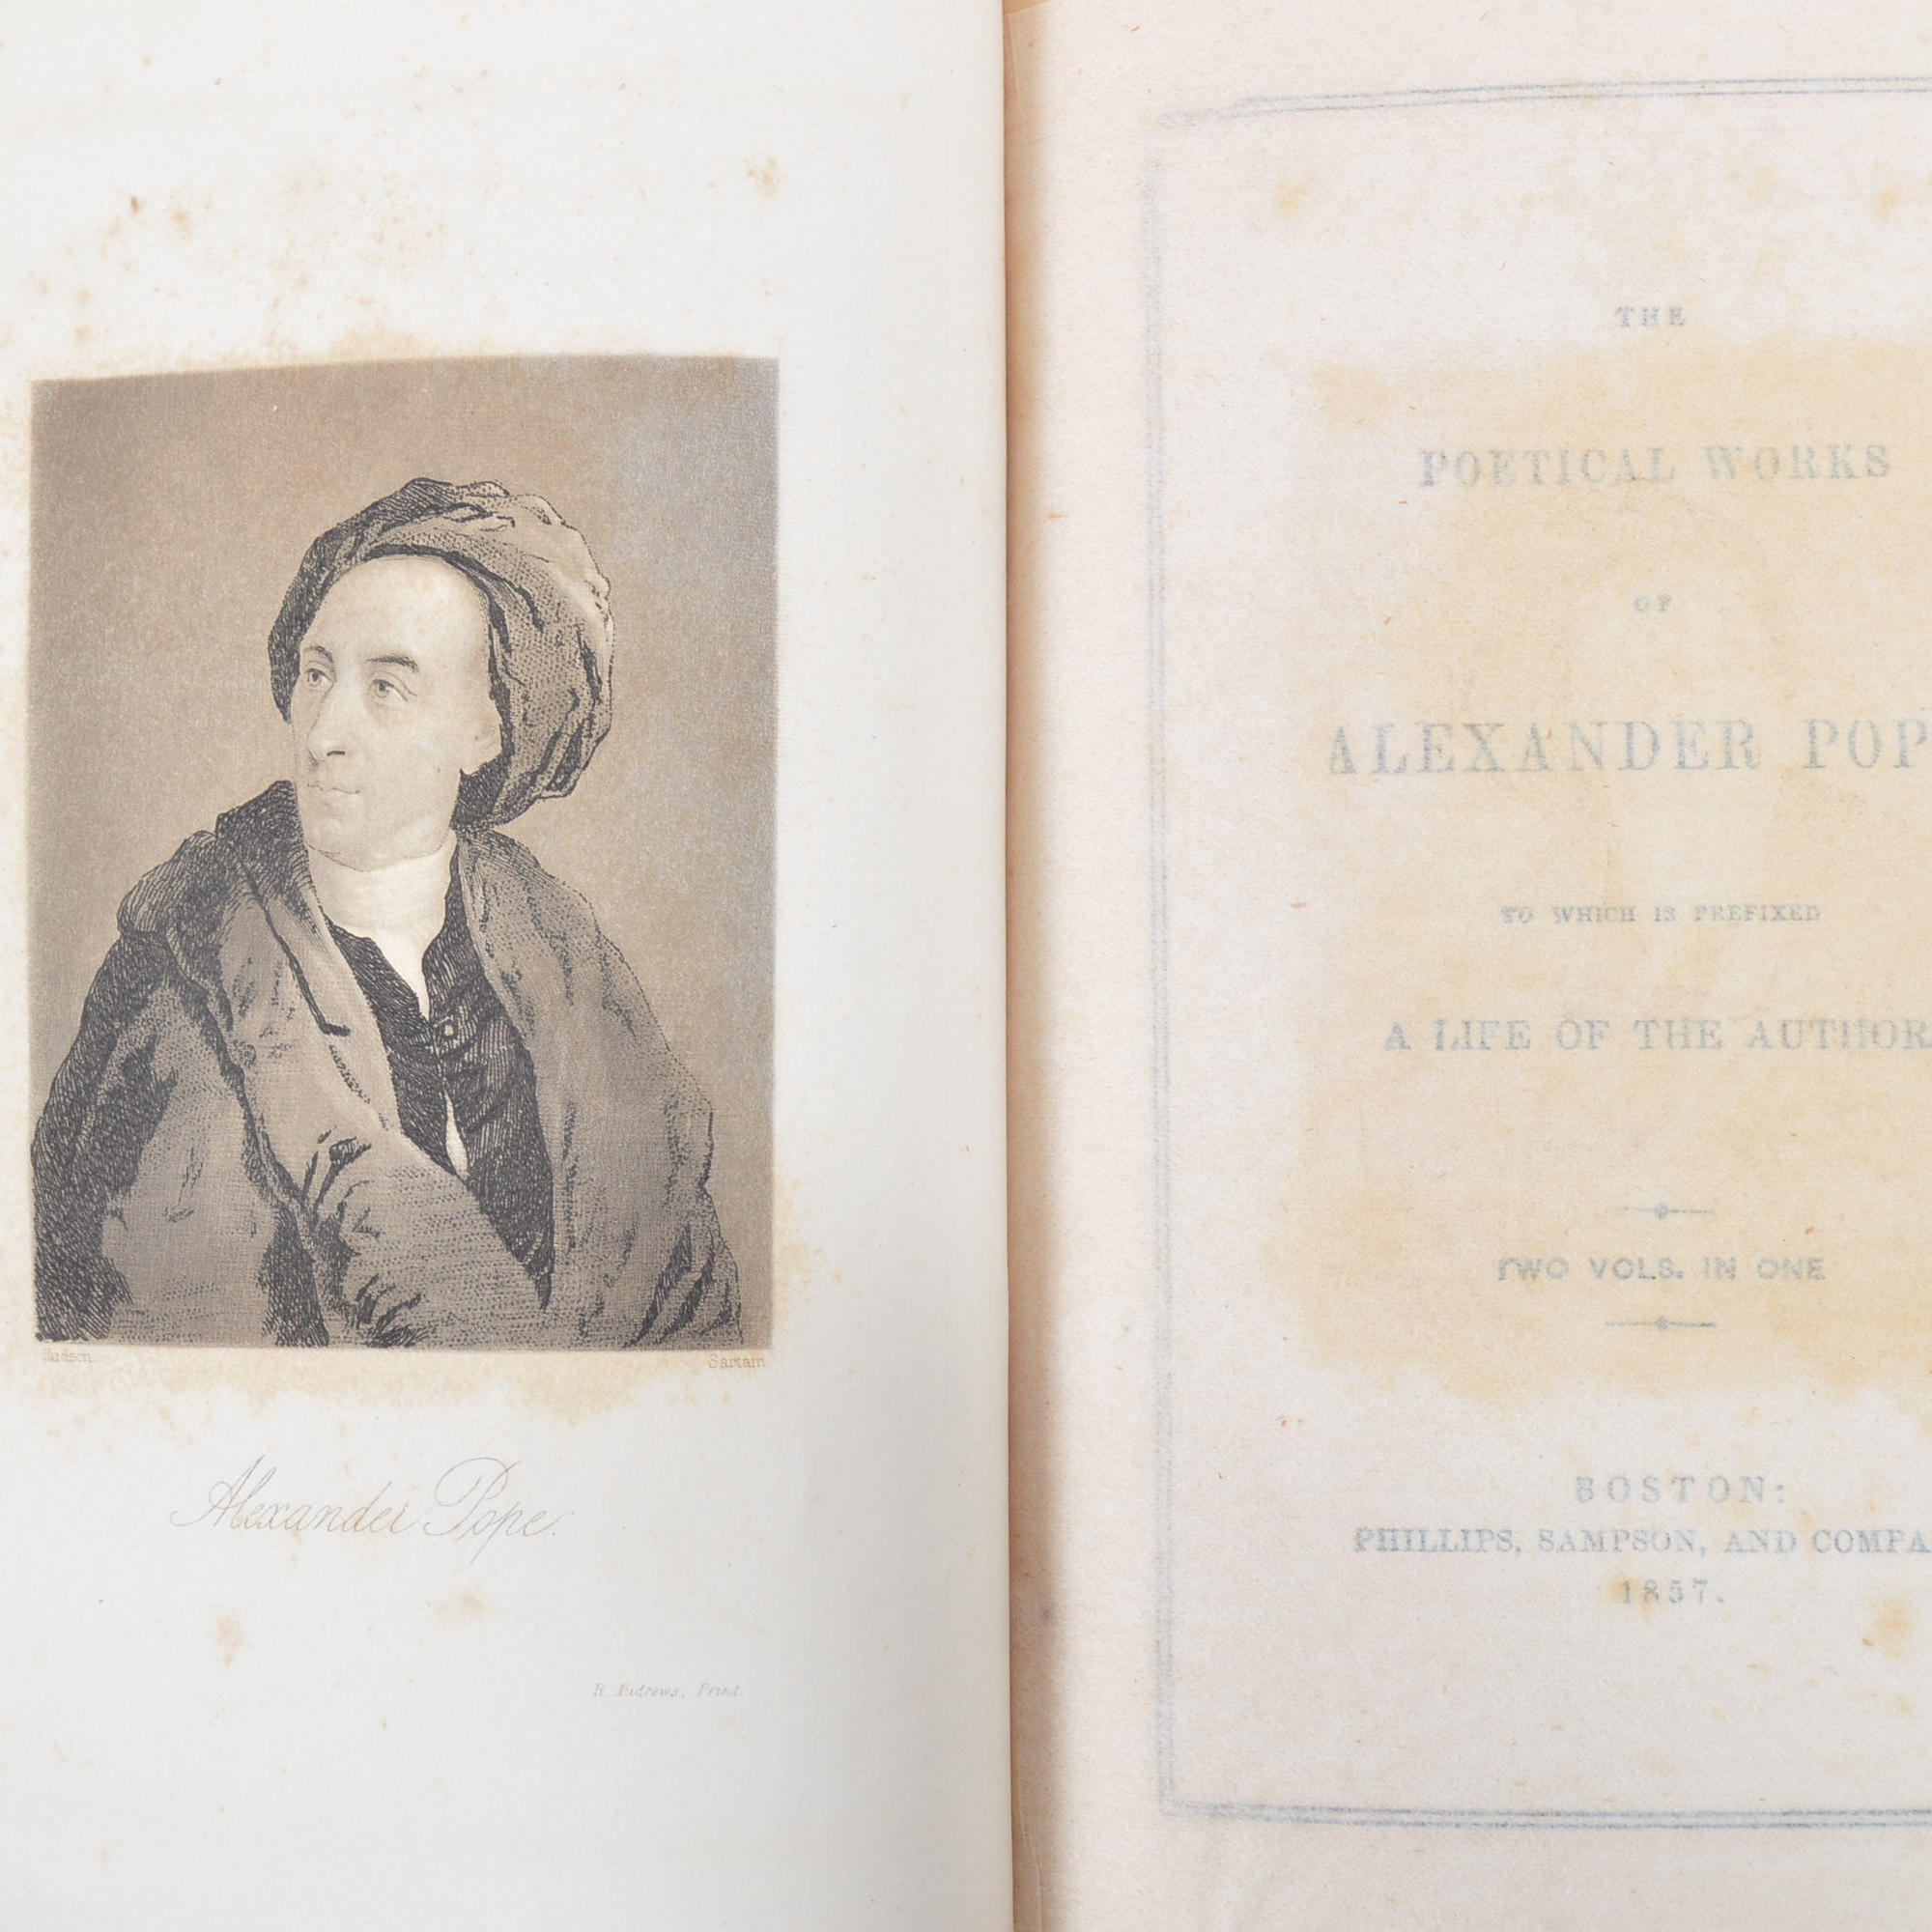 Hudson
Sartain
Alexander Pope.
R. Andrews, Print.
THE
POETICAL WORKS
OF
ALEXANDER POP
TO WHICH IS PREFIXED
A LIFE OF THE AUTHOR
TWO VOLS. IN ONE
BOSTON:
PHILLIPS, SAMPSON, AND COMPA
1857.